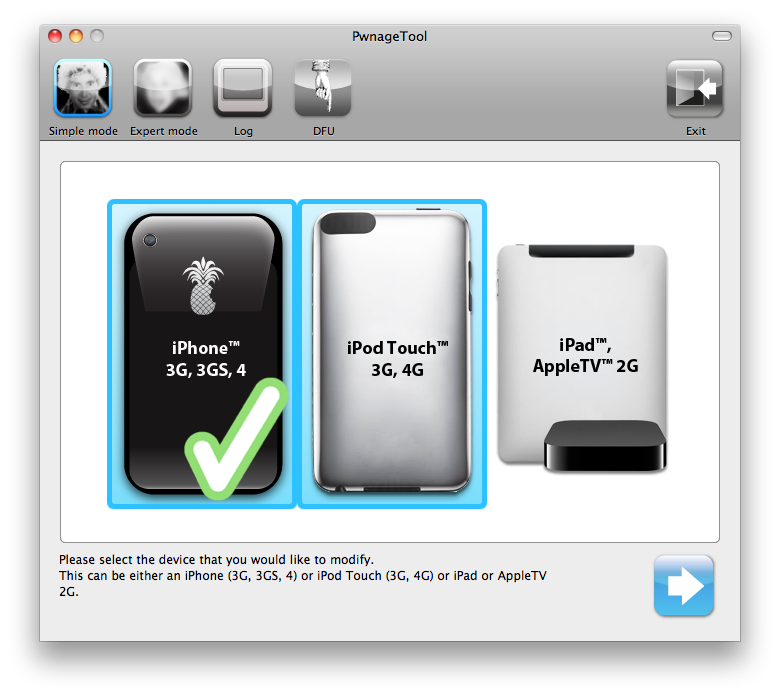 PwnageTool
Simple mode
Expert mode
Log
DFU
Exit
iPhone™
3G, 3GS, 4
iPod Touch™
3G, 4G
iPad™,
AppleTV™ 2G
Please select the device that you would like to modify.
This can be either an iPhone (3G, 3GS, 4) or iPod Touch (3G, 4G) or iPad or AppleTV
2G.